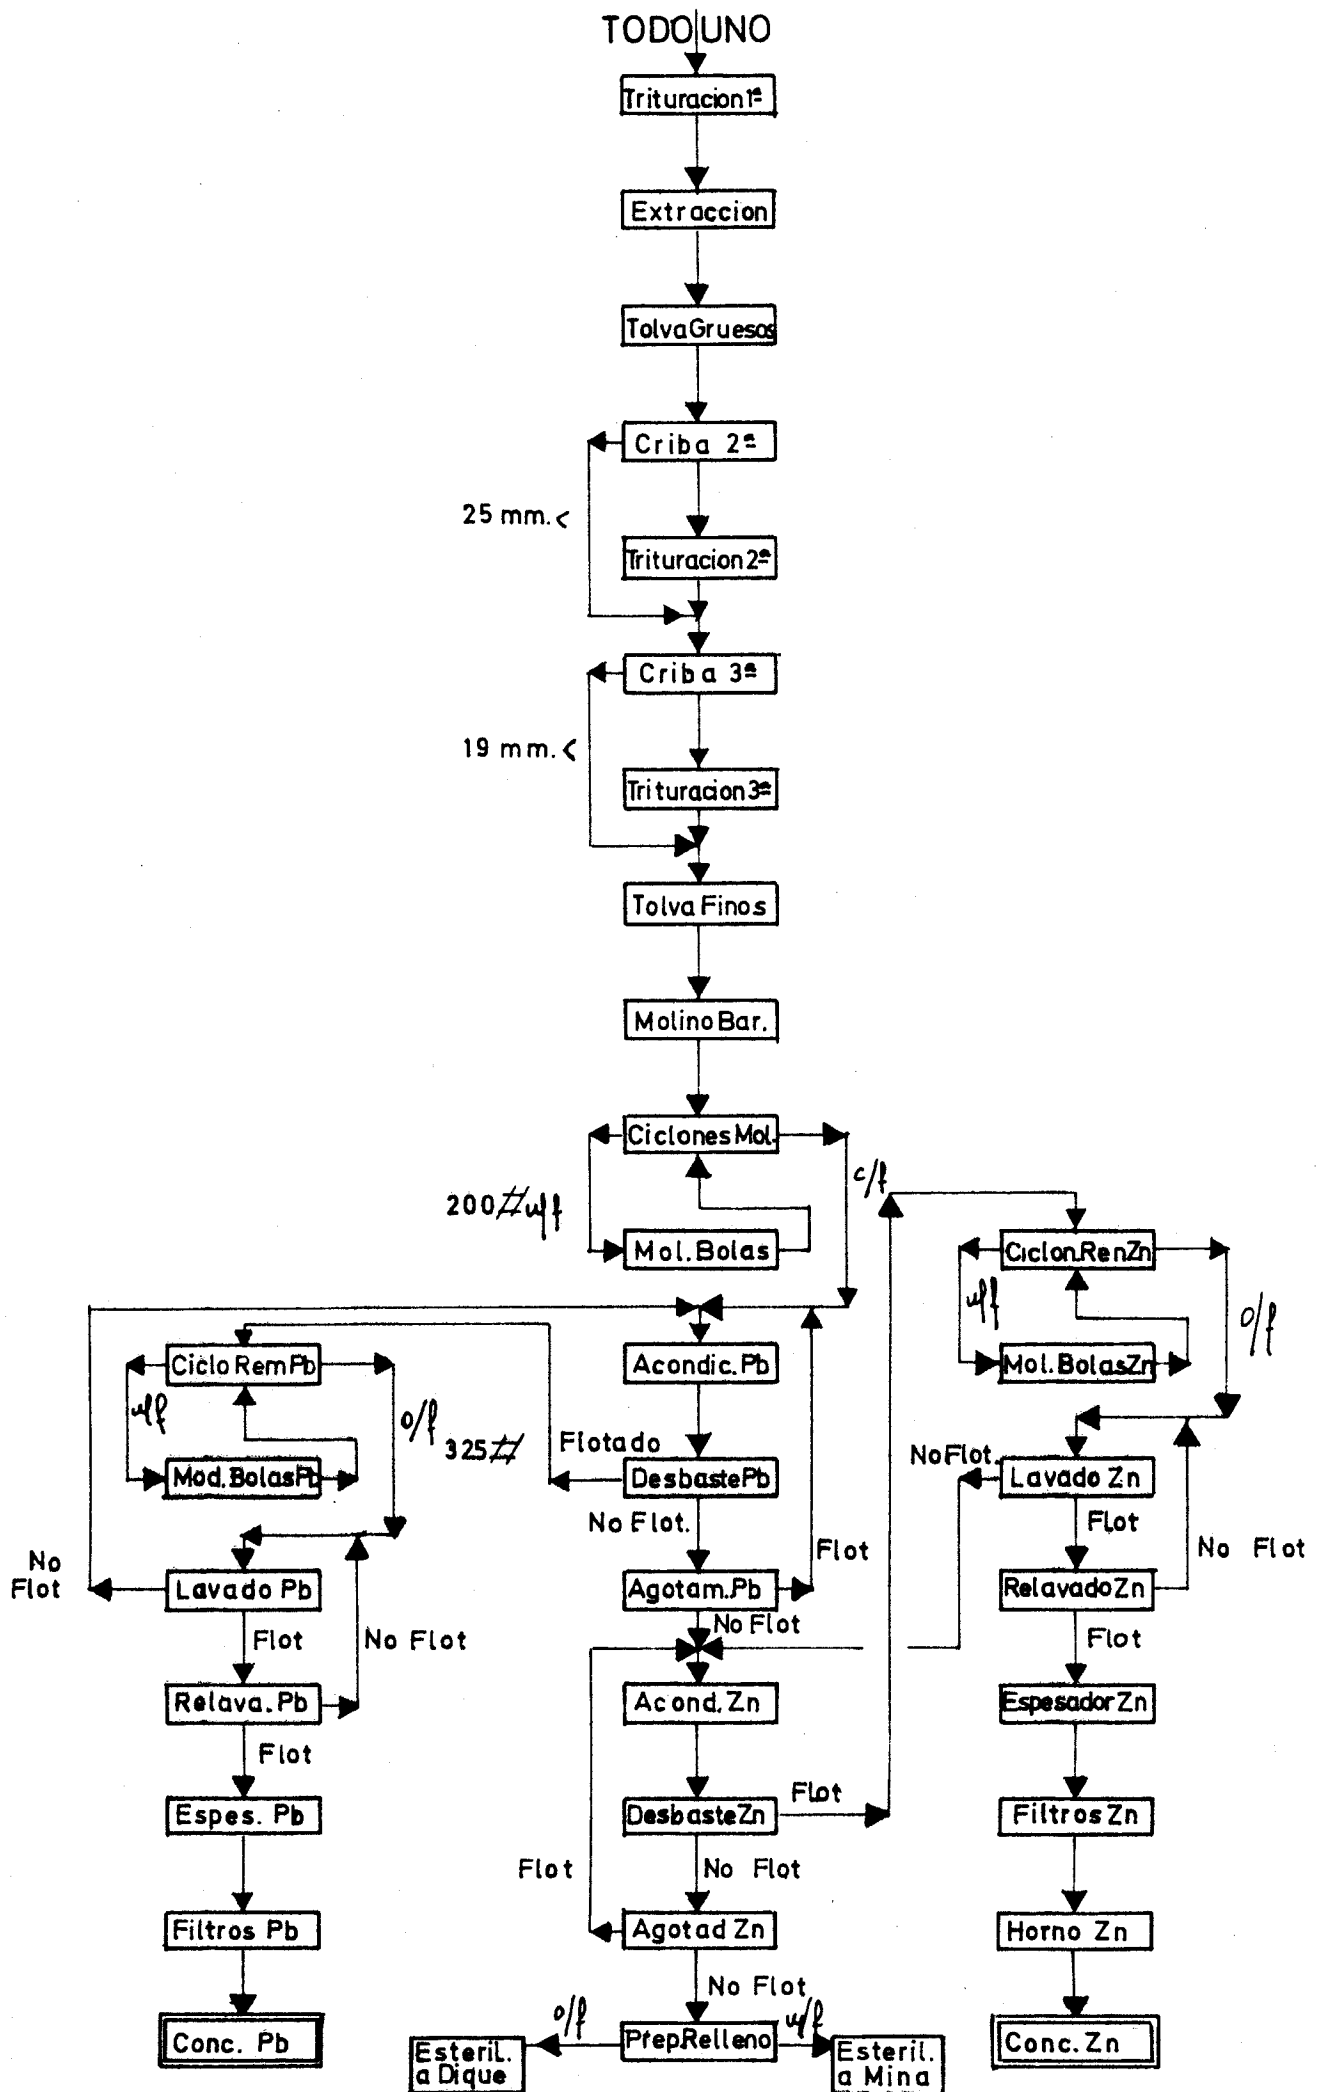 TODO UNO
Trituracion 1ª
Extraccion
Tolva Gruesos
Criba 2ª
25 mm.<
Trituracion 2ª
Criba 3ª
19 mm.<
Trituracion 3ª
Tolva Finos
Molino Bar.
Ciclones Mol.
c/f
200 # u/f
Mol. Bolas
Ciclon. Ren Zn
u/f
o/f
Mol. Bolas Zn
Ciclo Rem Pb
u/f
o/f
325 #
Mod. Bolas Pb
Acondic. Pb
Flotado
Desbaste Pb
No Flot.
No Flot.
Lavado Zn
Flot
No Flot
No
Flot
Lavado Pb
Agotam. Pb
Flot
Relavado Zn
Flot
No Flot
No Flot
Flot
Relava. Pb
Acond. Zn
Espesador Zn
Flot
Espes. Pb
Desbaste Zn
Flot
Filtros Zn
Flot
No Flot
Filtros Pb
Agotad Zn
Horno Zn
No Flot
Conc. Pb
o/f
Prep. Relleno
u/f
Conc. Zn
Esteril.
a Dique
Esteril.
a Mina